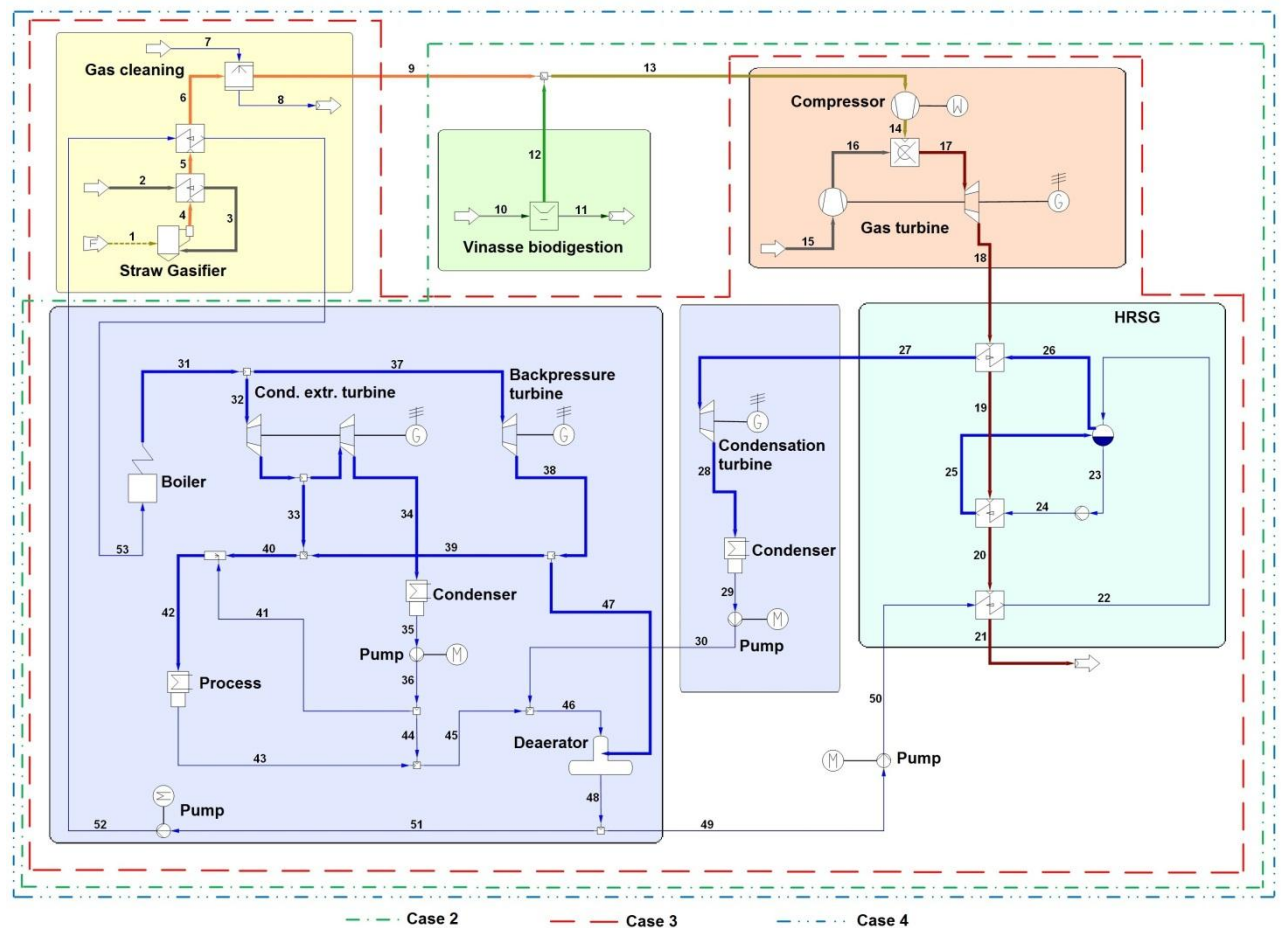 7
Gas cleaning
9
13
6
8
Compressor
W
14
5
2
16
17
12
4
3
10
11
G
F
1
Vinasse biodigestion
Gas turbine
Straw Gasifier
15
18
HRSG
31
37
Backpressure
turbine
27
26
32
Cond. extr. turbine
G
G
G
19
Condensation
turbine
38
28
25
23
Boiler
24
33
34
53
40
39
Condenser
20
Condenser
47
29
22
42
41
35
M
21
Pump
M
30
Pump
Process
36
50
44
45
46
Deaerator
43
M
Pump
48
Pump
52
51
49
Case 2
Case 3
Case 4